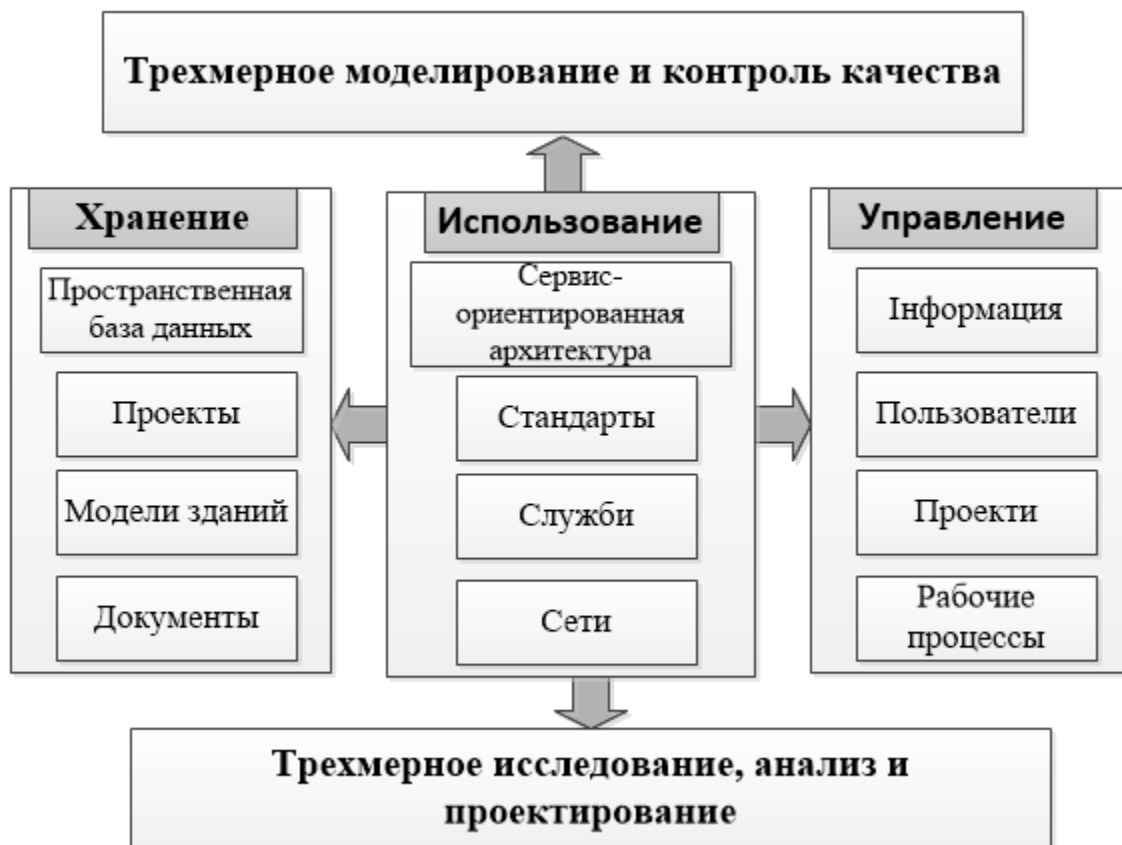 Трехмерное моделирование и контроль качества
Хранение
Пространственная
база данных
Проекты
Модели зданий
Документы
Использование
Сервис-
ориентированная
архитектура
Стандарты
Служби
Сети
Управление
Інформация
Пользователи
Проекти
Рабочие
процессы
Трехмерное исследование, анализ и
проектирование